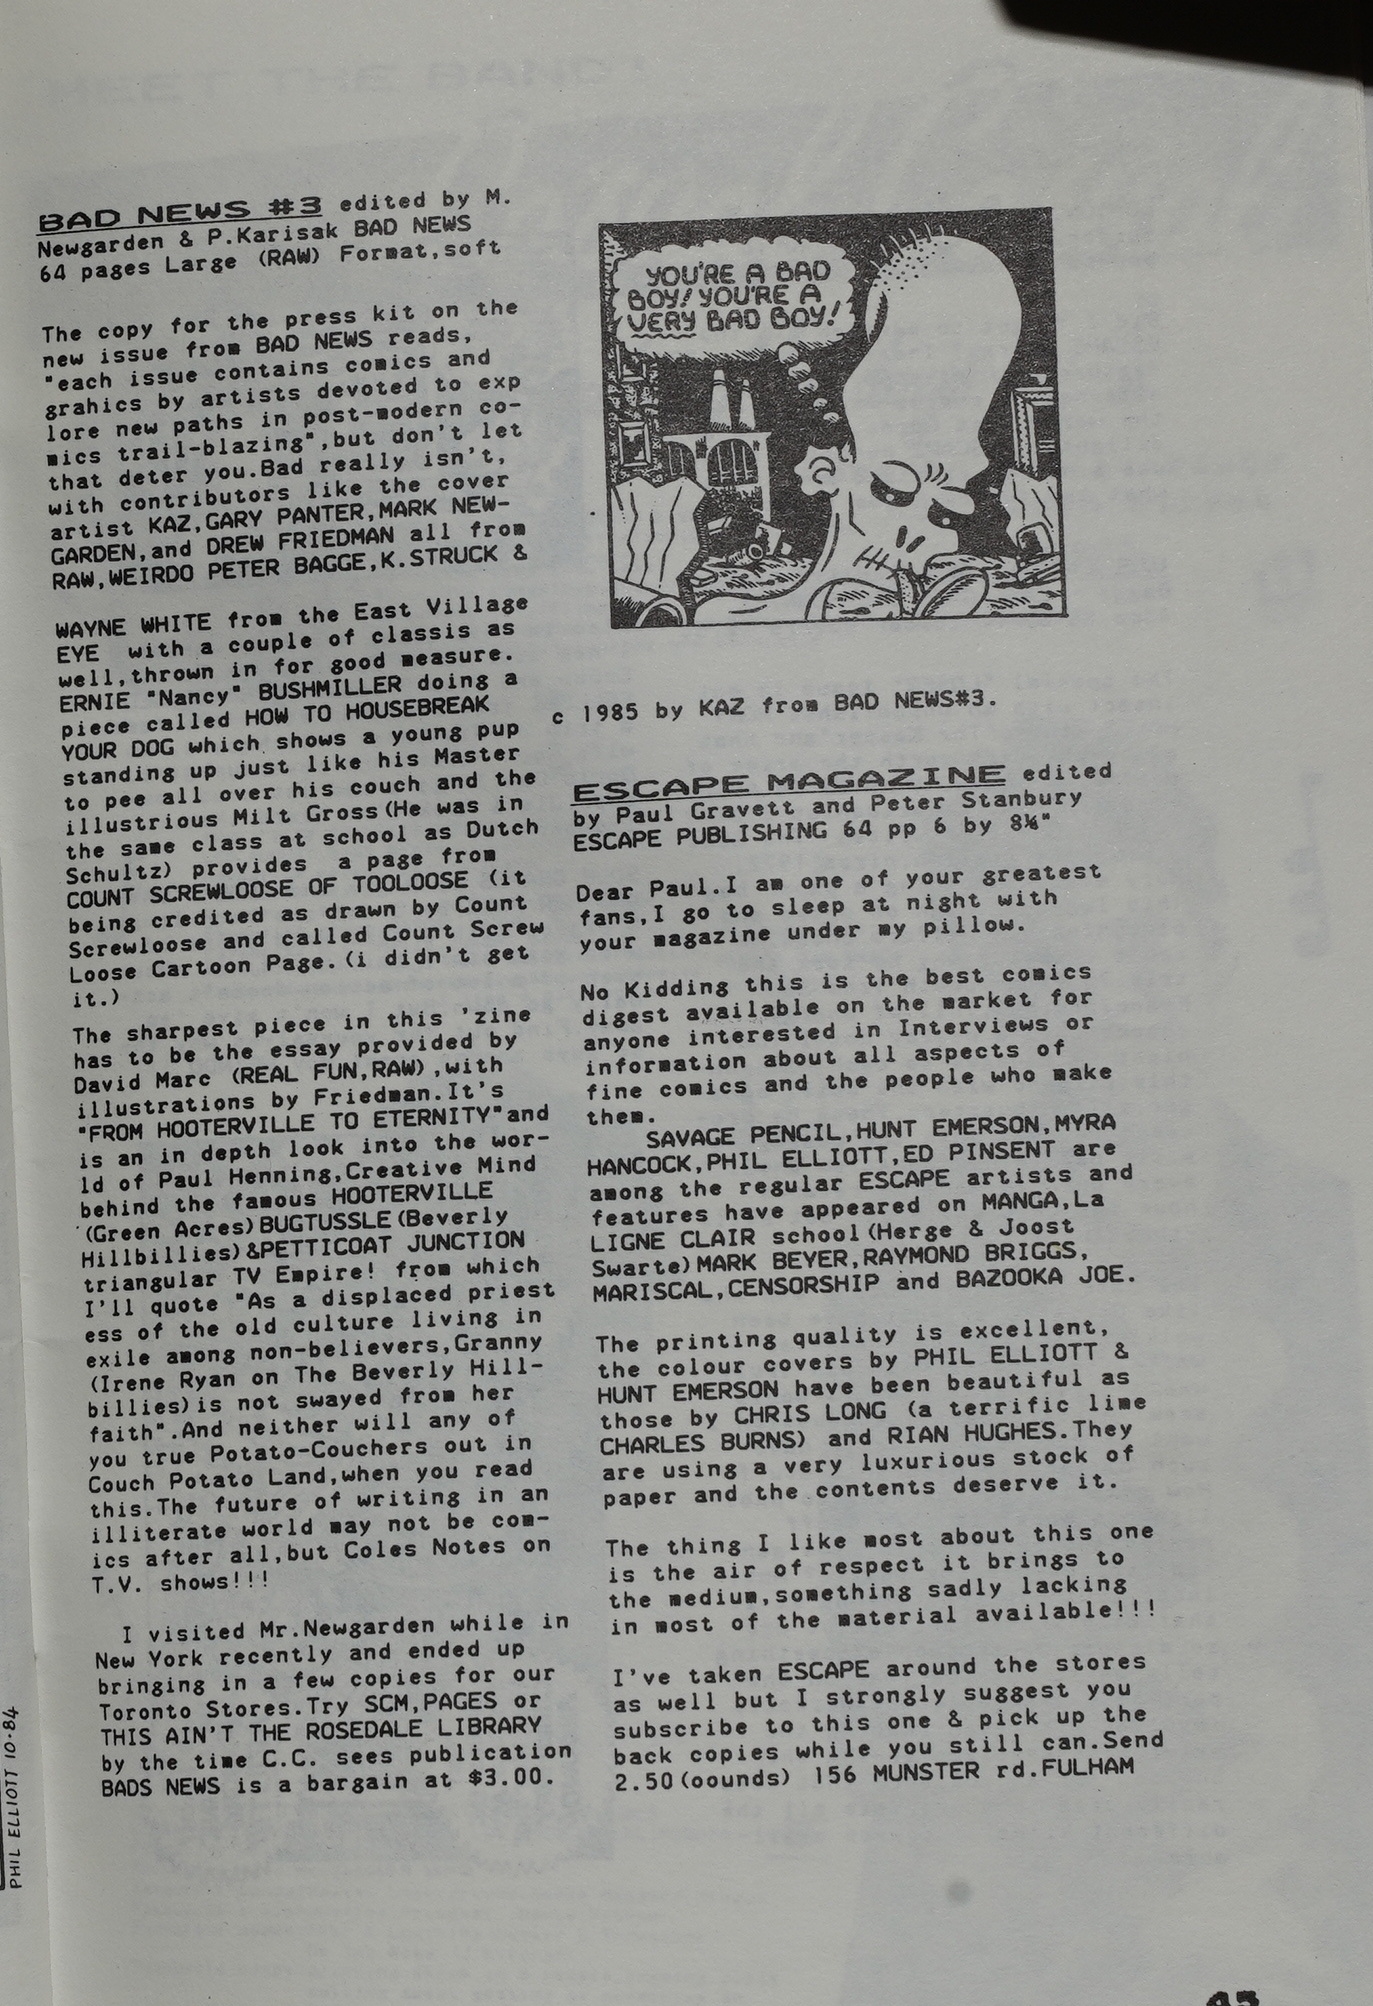 BAD NEWS #3 edited by M.
Newgarden & P.Karisak BAD NEWS
64 pages Large (RAW) Format,soft
The copy for the press kit on the
new issue from BAD NEWS reads,
"each issue contains comics and
grahics by artists devoted to exp
lore new paths in post-modern co-
mics trail-blazing",but don't let
that deter you.Bad really isn't,
with contributors like the cover
artist KAZ,GARY PANTER,MARK NEW-
GARDEN,and DREW FRIEDMAN all from
RAW,WEIRDO PETER BAGGE,K.STRUCK &
WAYNE WHITE from the East Village
EYE with a couple of classis as
well,thrown in for good measure.
ERNIE "Nancy" BUSHMILLER doing a
piece called HOW TO HOUSEBREAK
YOUR DOG which shows a young pup
standing up just like his Master
to pee all over his couch and the
illustrious Milt Gross(He was in
the same class at school as Dutch
Schultz) provides a page from
COUNT SCREWLOOSE OF TOOLOOSE (it
being credited as drawn by Count
Screwloose and called Count Screw
Loose Cartoon Page.(i didn't get
it.)
The sharpest piece in this 'zine
has to be the essay provided by
David Marc (REAL FUN,RAW),with
illustrations by Friedman.It's
"FROM HOOTERVILLE TO ETERNITY"and
is an in depth look into the wor-
ld of Paul Henning,Creative Mind
behind the famous HOOTERVILLE
(Green Acres)BUGTUSSLE(Beverly
Hillbillies)&PETTICOAT JUNCTION
triangular TV Empire! from which
I'll quote "As a displaced priest
ess of the old culture living in
exile among non-believers,Granny
(Irene Ryan on The Beverly Hill-
billies)is not swayed from her
faith".And neither will any of
you true Potato-Couchers out in
Couch Potato Land,when you read
this.The future of writing in an
illiterate world may not be com-
ics after all,but Coles Notes on
T.V. shows!!!
I visited Mr.Newgarden while in
New York recently and ended up
bringing in a few copies for our
Toronto Stores.Try SCM,PAGES or
THIS AIN'T THE ROSEDALE LIBRARY
by the time C.C. sees publication
BADS NEWS is a bargain at $3.00.
YOU'RE A BAD
BOY! YOU'RE A
VERY BAD BOY!
c 1985 by KAZ from BAD NEWS#3.
ESCAPE MAGAZINE edited
by Paul Gravett and Peter Stanbury
ESCAPE PUBLISHING 64 pp 6 by 8¼"
Dear Paul.I am one of your greatest
fans,I go to sleep at night with
your magazine under my pillow.
No Kidding this is the best comics
digest available on the market for
anyone interested in Interviews or
information about all aspects of
fine comics and the people who make
them.
SAVAGE PENCIL,HUNT EMERSON,MYRA
HANCOCK,PHIL ELLIOTT,ED PINSENT are
among the regular ESCAPE artists and
features have appeared on MANGA,La
LIGNE CLAIR school(Herge & Joost
Swarte)MARK BEYER,RAYMOND BRIGGS,
MARISCAL,CENSORSHIP and BAZOOKA JOE.
The printing quality is excellent,
the colour covers by PHIL ELLIOTT &
HUNT EMERSON have been beautiful as
those by CHRIS LONG (a terrific lime
CHARLES BURNS) and RIAN HUGHES.They
are using a very luxurious stock of
paper and the contents deserve it.
The thing I like most about this one
is the air of respect it brings to
the medium,something sadly lacking
in most of the material available!!!
I've taken ESCAPE around the stores
as well but I strongly suggest you
subscribe to this one & pick up the
back copies while you still can.Send
2.50(oounds) 156 MUNSTER rd.FULHAM
PHIL ELLIOTT 10·84